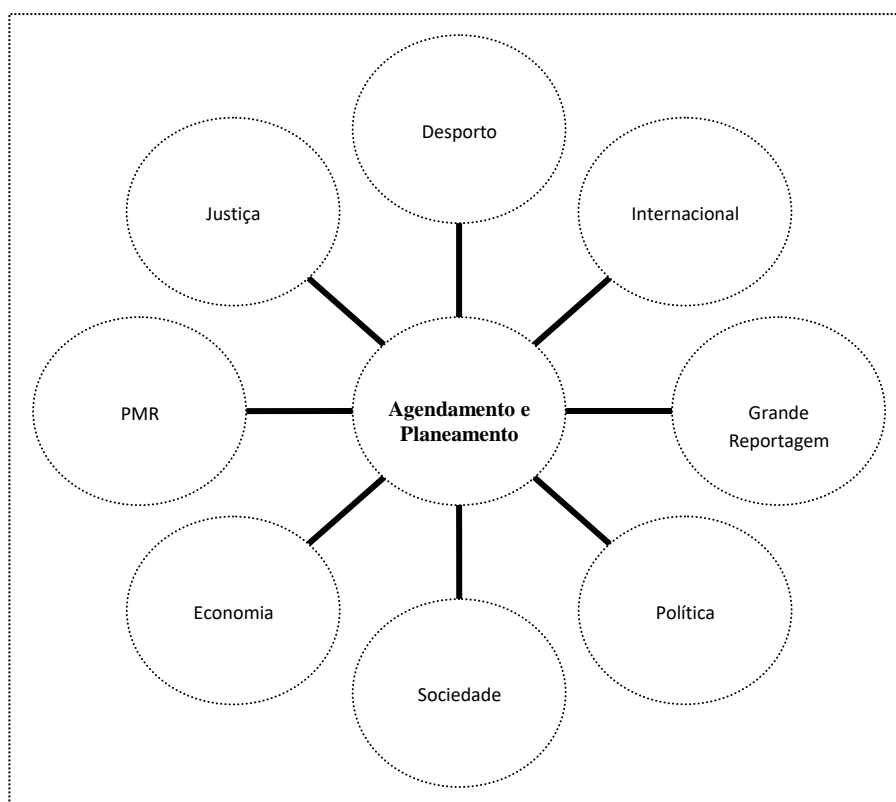 Desporto
Justiça
Internacional
PMR
Agendamento e
Planeamento
Grande
Reportagem
Economia
Política
Sociedade